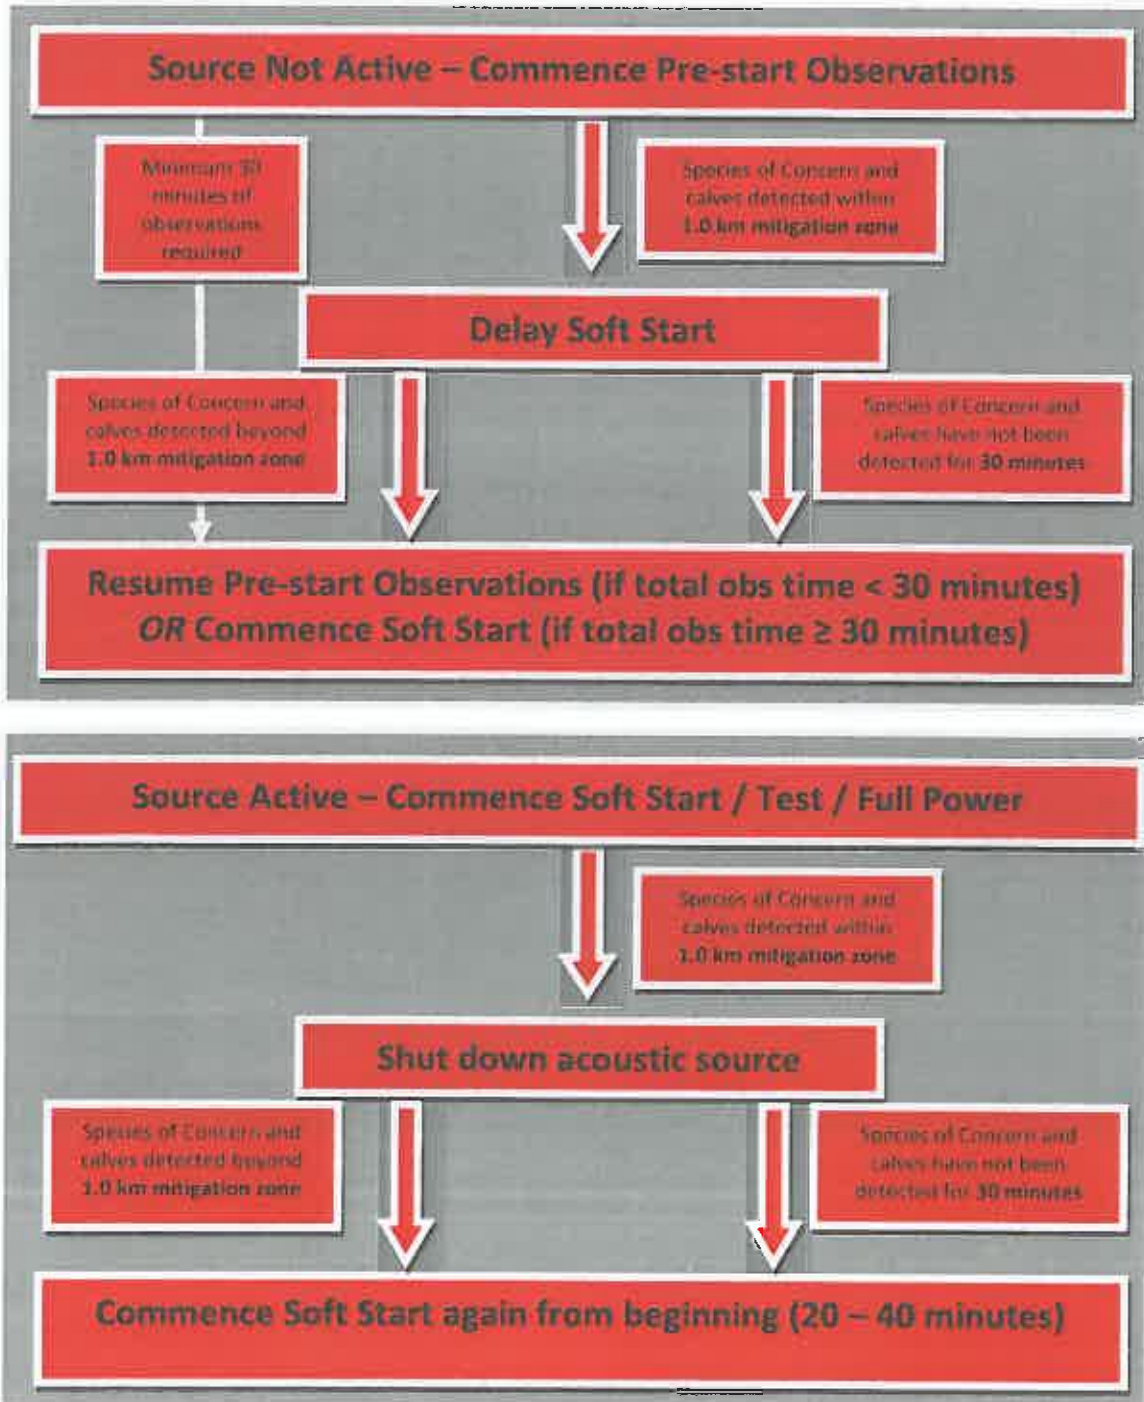 Source Not Active – Commence Pre-start Observations
Minimum 30
minutes of
observations
required
Species of Concern and
calves detected within
1.0 km mitigation zone
Delay Soft Start
Species of Concern and
calves detected beyond
1.0 km mitigation zone
Species of Concern and
calves have not been
detected for 30 minutes
Resume Pre-start Observations (if total obs time < 30 minutes)
OR Commence Soft Start (if total obs time ≥ 30 minutes)
Source Active – Commence Soft Start / Test / Full Power
Species of Concern and
calves detected within
1.0 km mitigation zone
Shut down acoustic source
Species of Concern and
calves detected beyond
1.0 km mitigation zone
Species of Concern and
calves have not been
detected for 30 minutes
Commence Soft Start again from beginning (20 – 40 minutes)